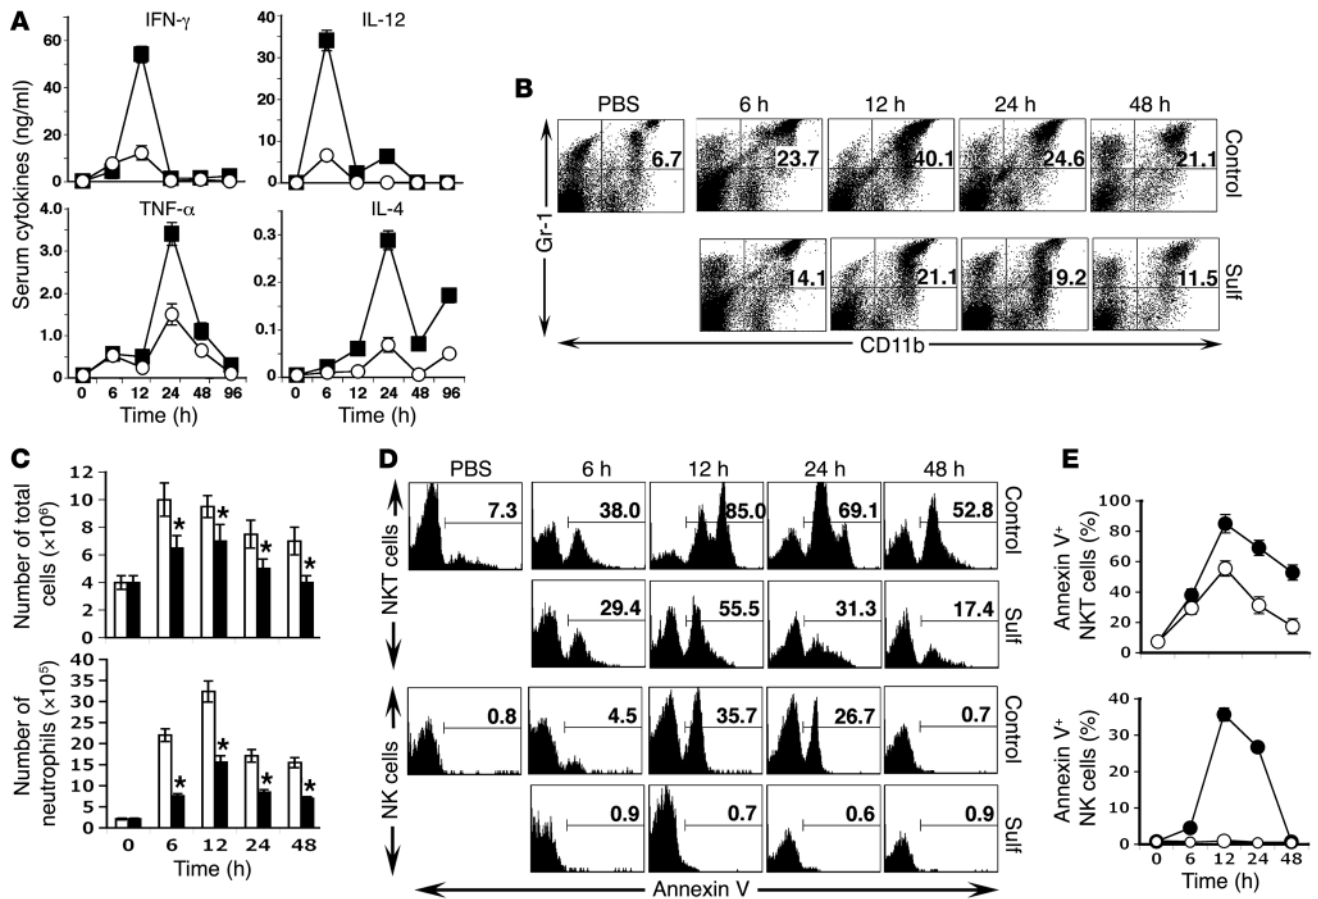 A
IFN-γ
IL-12
Serum cytokines (ng/ml)
60
40
20
0
40
30
20
10
0
TNF-α
IL-4
4.0
3.0
2.0
1.0
0
0.3
0.2
0.1
0
0 6 12 24 48 96
0 6 12 24 48 96
Time (h)
Time (h)
B
PBS 6 h 12 h 24 h 48 h
6.7 23.7 40.1 24.6 21.1
Control
14.1 21.1 19.2 11.5
Sulf
Gr-1
CD11b
C
Number of total
cells (×10⁶)
12
10
8
6
4
2
0
* * * *
Number of
neutrophils (×10⁵)
40
35
30
25
20
15
10
5
0
* * * *
0 6 12 24 48
Time (h)
D
PBS 6 h 12 h 24 h 48 h
NKT cells
7.3 38.0 85.0 69.1 52.8
Control
29.4 55.5 31.3 17.4
Sulf
NK cells
0.8 4.5 35.7 26.7 0.7
Control
0.9 0.7 0.6 0.9
Sulf
Annexin V
E
Annexin V⁺
NKT cells (%)
100
80
60
40
20
0
Annexin V⁺
NK cells (%)
40
30
20
10
0
0 6 12 24 48
Time (h)